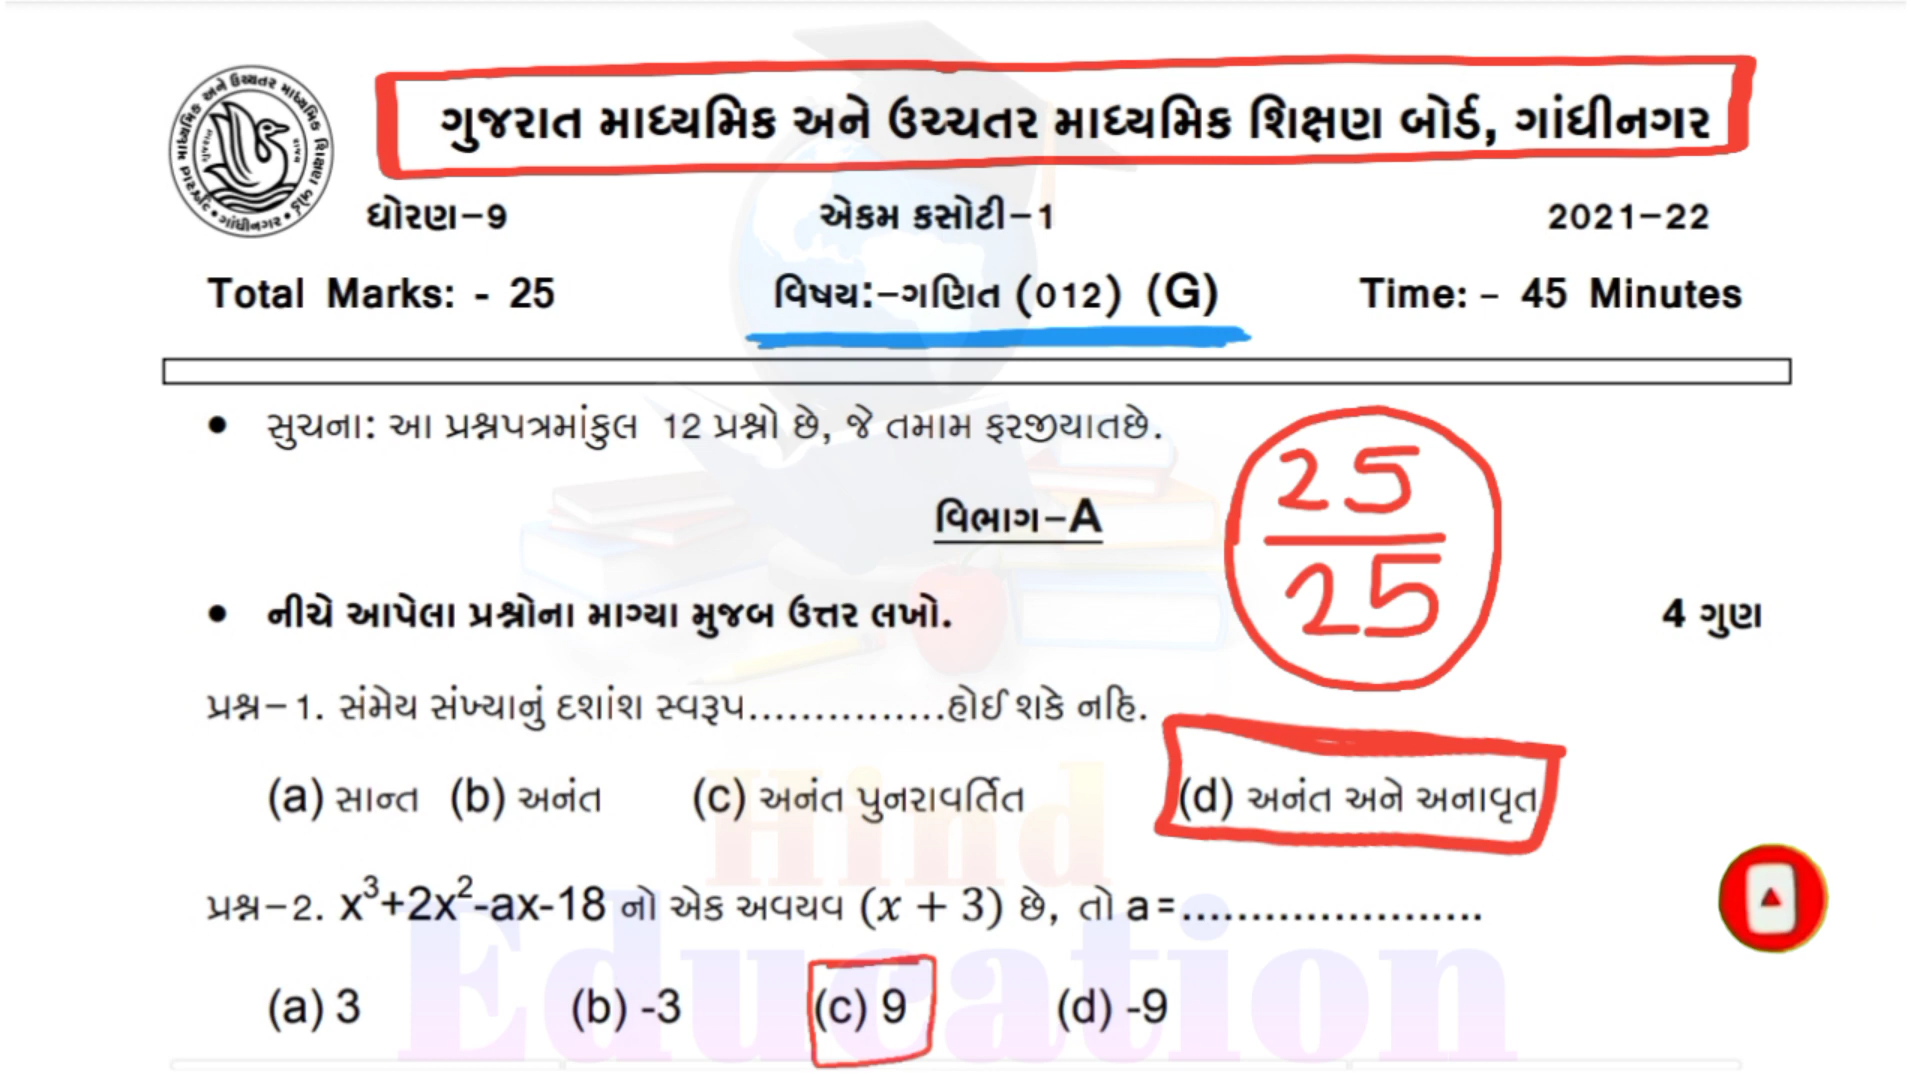 ગુજરાત માધ્યમિક અને ઉચ્ચતર માધ્યમિક શિક્ષણ બોર્ડ, ગાંધીનગર
ધોરણ–9 એકમ કસોટી–1 2021–22
Total Marks: - 25 વિષય:–ગણિત (012) (G) Time: – 45 Minutes
• સુચના: આ પ્રશ્નપત્રમાંકુલ 12 પ્રશ્નો છે, જે તમામ ફરજીયાતછે.
25
25
વિભાગ–A
• નીચે આપેલા પ્રશ્નોના માગ્યા મુજબ ઉત્તર લખો. 4 ગુણ
પ્રશ્ન–1. સંમેય સંખ્યાનું દશાંશ સ્વરૂપ...............હોઈ શકે નહિ.
(a) સાન્ત (b) અનંત (c) અનંત પુનરાવર્તિત (d) અનંત અને અનાવૃત
પ્રશ્ન–2. x³+2x²-ax-18 નો એક અવયવ (x + 3) છે, તો a=.......................
(a) 3 (b) -3 (c) 9 (d) -9
Hind
Education